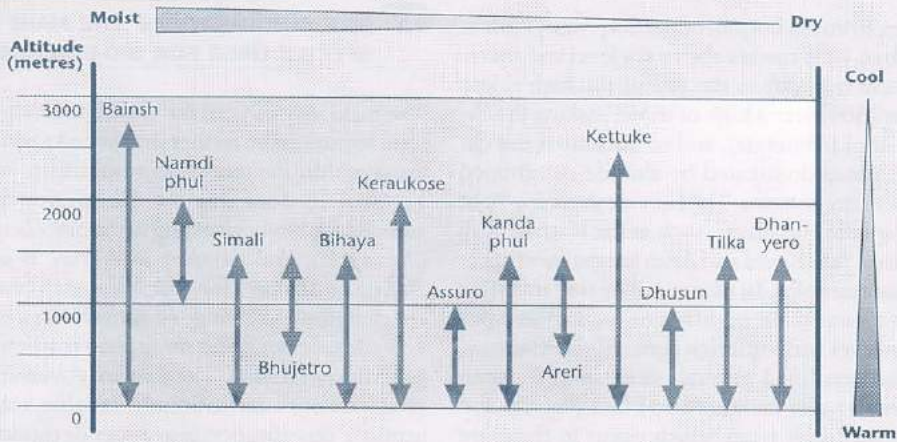 Moist
Dry
Altitude
(metres)
Cool
3000
2000
1000
0
Bainsh
Namdi
phul
Simali
Bhujetro
Bihaya
Keraukose
Assuro
Kanda
phul
Areri
Kettuke
Dhusun
Tilka
Dhan-
yero
Warm